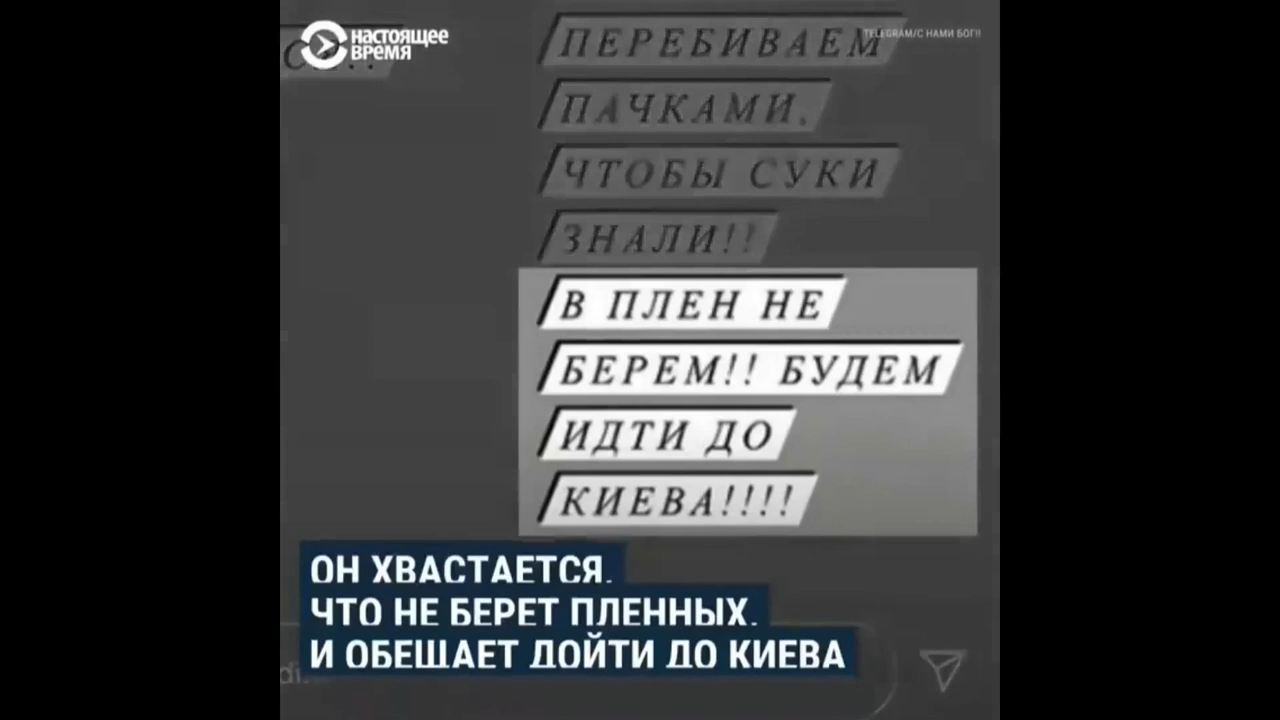 НАСТОЯЩЕЕ
ВРЕМЯ
TELEGRAM/С НАМИ БОГ!!
ПЕРЕБИВАЕМ
ПАЧКАМИ.
ЧТОБЫ СУКИ
ЗНАЛИ!!
В ПЛЕН НЕ
БЕРЕМ!! БУДЕМ
ИДТИ ДО
КИЕВА!!!!
ОН ХВАСТАЕТСЯ,
ЧТО НЕ БЕРЕТ ПЛЕННЫХ,
И ОБЕЩАЕТ ДОЙТИ ДО КИЕВА